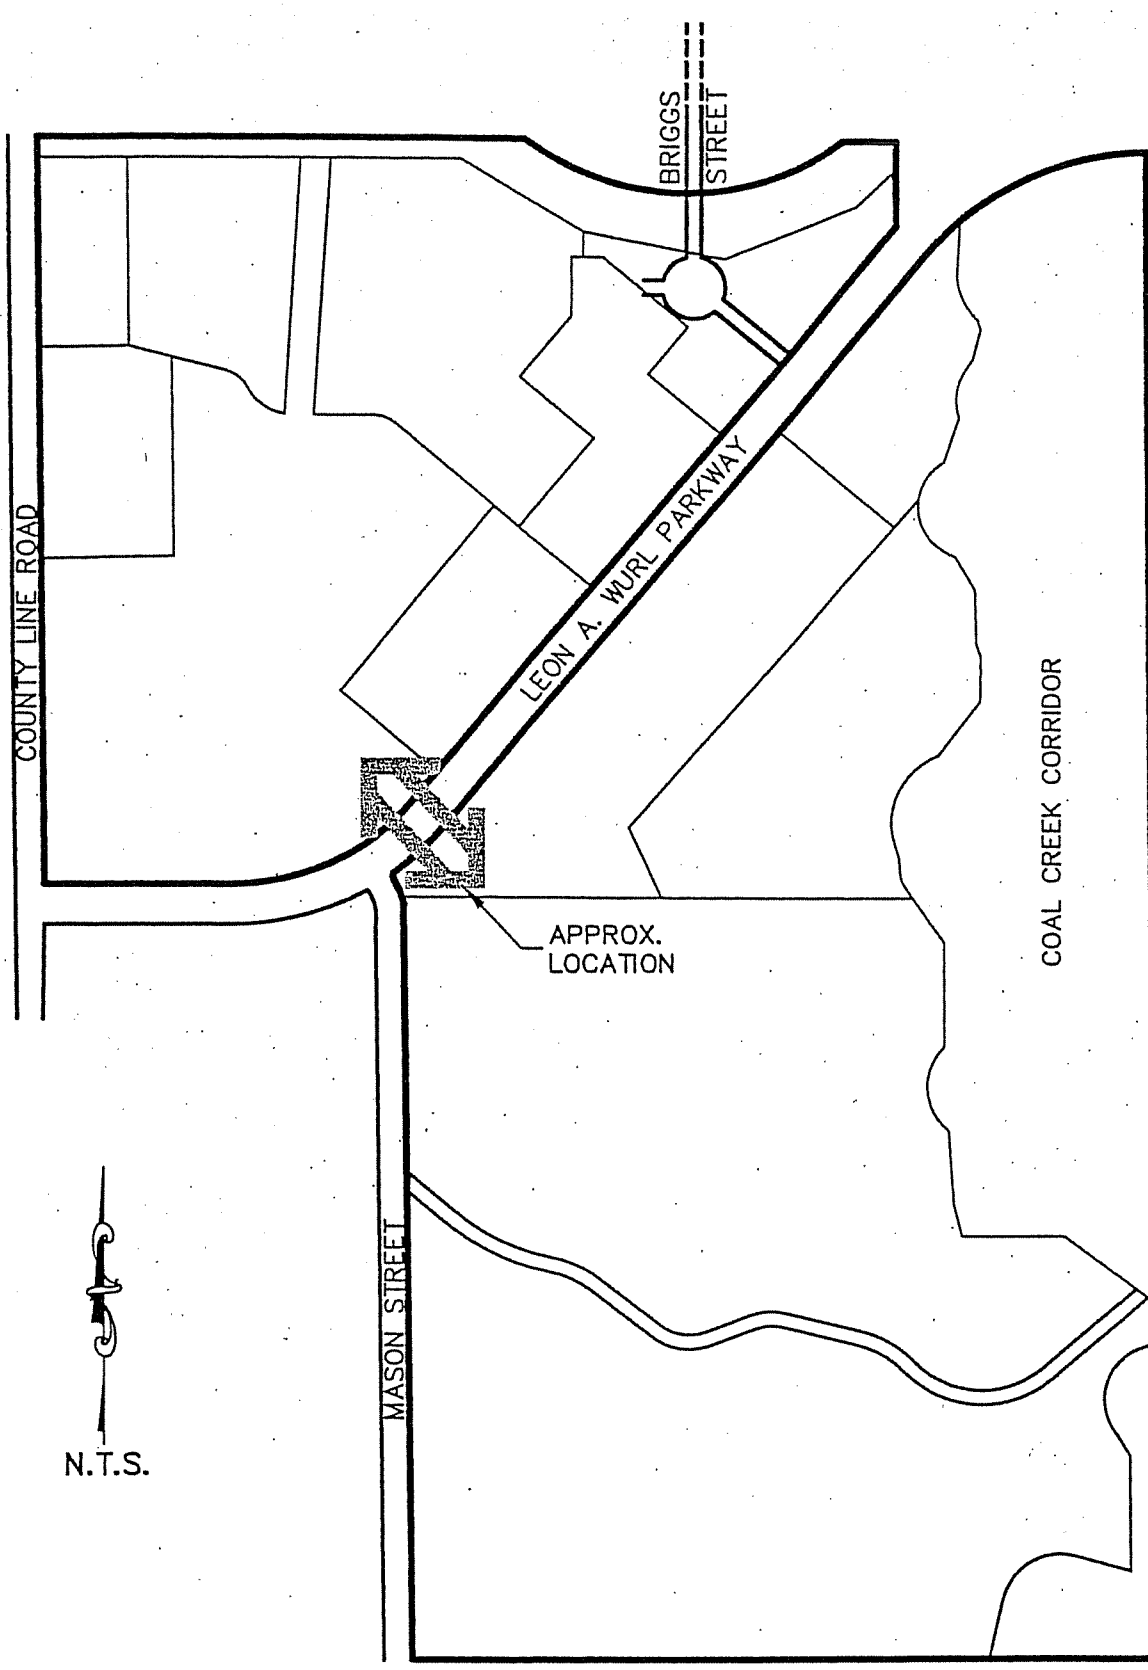 BRIGGS
STREET
COUNTY LINE ROAD
LEON A. WURL PARKWAY
APPROX.
LOCATION
COAL CREEK CORRIDOR
MASON STREET
N.T.S.